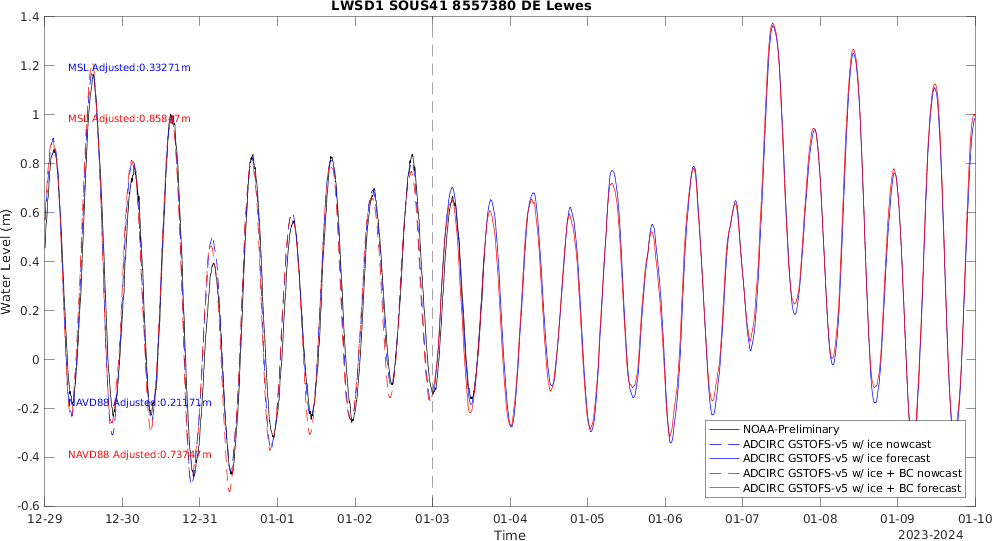 LWSD1 SOUS41 8557380 DE Lewes
Water Level (m)
1.4
1.2
1
0.8
0.6
0.4
0.2
0
-0.2
-0.4
-0.6
MSL Adjusted:0.33271m
MSL Adjusted:0.85847m
NAVD88 Adjusted:0.21171m
NAVD88 Adjusted:0.73747m
NOAA-Preliminary
ADCIRC GSTOFS-v5 w/ ice nowcast
ADCIRC GSTOFS-v5 w/ ice forecast
ADCIRC GSTOFS-v5 w/ ice + BC nowcast
ADCIRC GSTOFS-v5 w/ ice + BC forecast
12-29 12-30 12-31 01-01 01-02 01-03 01-04 01-05 01-06 01-07 01-08 01-09 01-10
Time
2023-2024